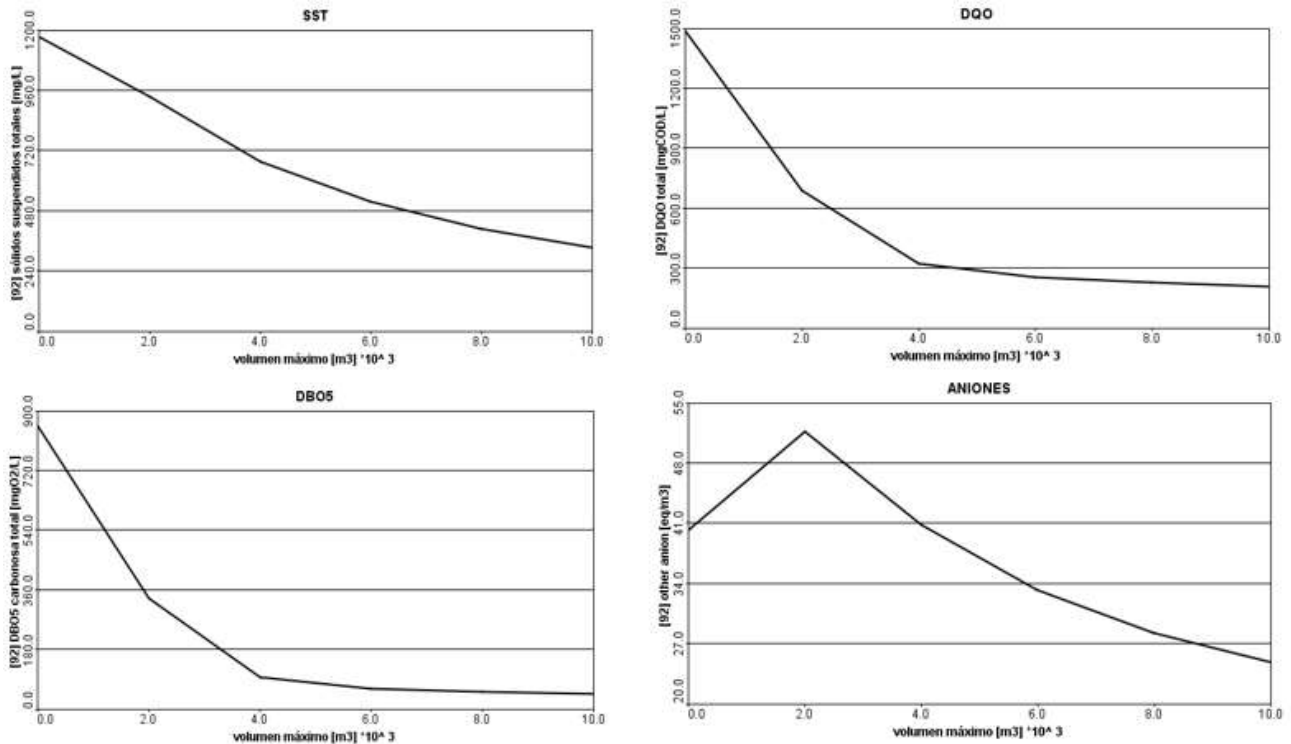 SST
[92] sólidos suspendidos totales [mg/L]
1200.0
960.0
720.0
480.0
240.0
0.0
0.0 2.0 4.0 6.0 8.0 10.0
volumen máximo [m3] *10^ 3
DQO
[92] DQO total [mgCOD/L]
1500.0
1200.0
900.0
600.0
300.0
0.0
0.0 2.0 4.0 6.0 8.0 10.0
volumen máximo [m3] *10^ 3
DBO5
[92] DBO5 carbonosa total [mgO2/L]
900.0
720.0
540.0
360.0
180.0
0.0
0.0 2.0 4.0 6.0 8.0 10.0
volumen máximo [m3] *10^ 3
ANIONES
[92] other anion [eq/m3]
55.0
48.0
41.0
34.0
27.0
20.0
0.0 2.0 4.0 6.0 8.0 10.0
volumen máximo [m3] *10^ 3